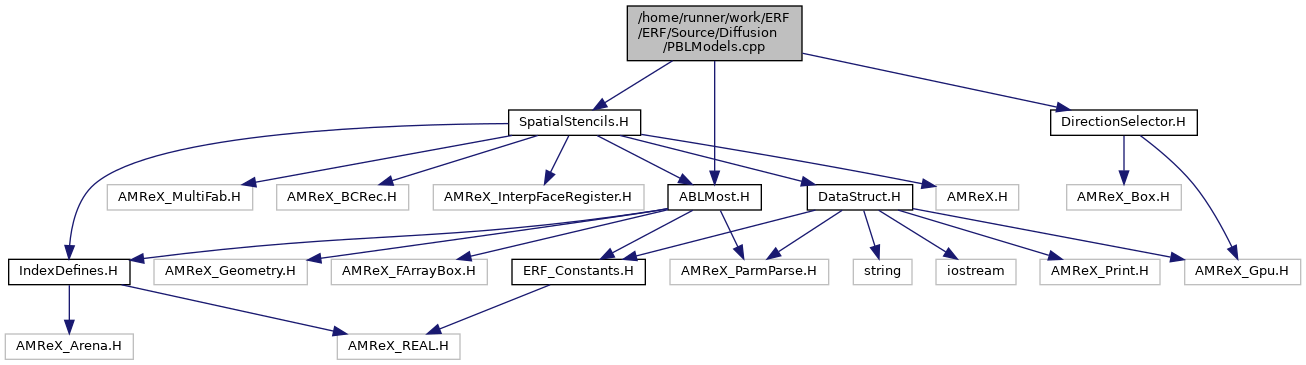 /home/runner/work/ERF
/ERF/Source/Diffusion
/PBLModels.cpp
SpatialStencils.H
DirectionSelector.H
AMReX_MultiFab.H
AMReX_BCRec.H
AMReX_InterpFaceRegister.H
ABLMost.H
DataStruct.H
AMReX.H
AMReX_Box.H
IndexDefines.H
AMReX_Geometry.H
AMReX_FArrayBox.H
ERF_Constants.H
AMReX_ParmParse.H
string
iostream
AMReX_Print.H
AMReX_Gpu.H
AMReX_Arena.H
AMReX_REAL.H